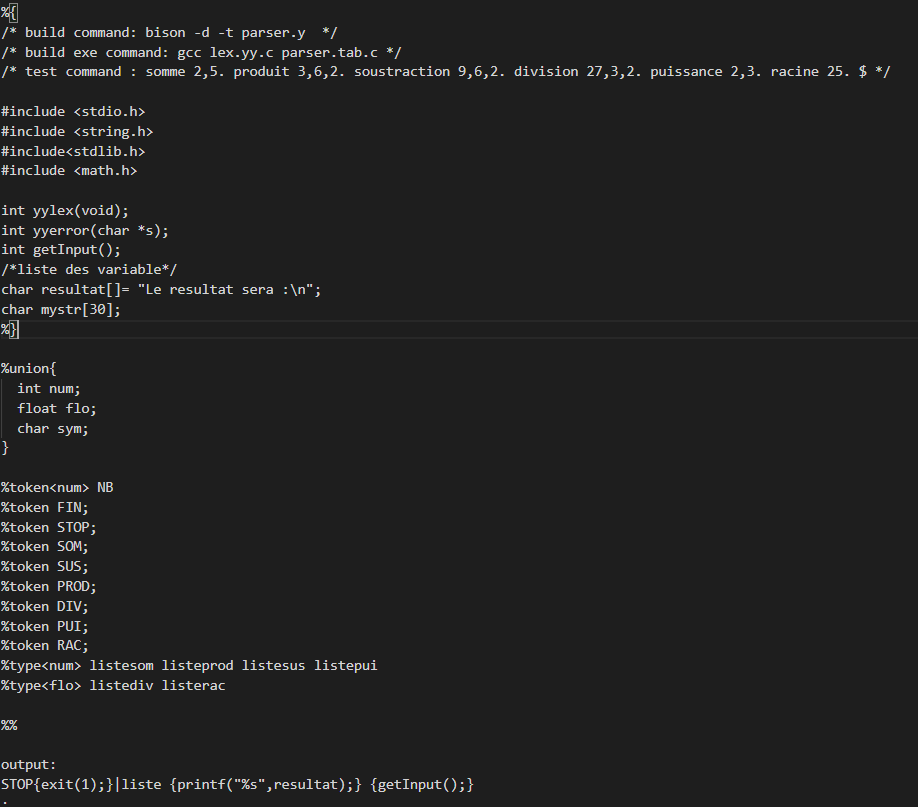 %{
/* build command: bison -d -t parser.y  */
/* build exe command: gcc lex.yy.c parser.tab.c */
/* test command : somme 2,5. produit 3,6,2. soustraction 9,6,2. division 27,3,2. puissance 2,3. racine 25. $ */
#include <stdio.h>
#include <string.h>
#include<stdlib.h>
#include <math.h>
int yylex(void);
int yyerror(char *s);
int getInput();
/*liste des variable*/
char resultat[]= "Le resultat sera :\n";
char mystr[30];
%}
%union{
  int num;
  float flo;
  char sym;
}
%token<num> NB
%token FIN;
%token STOP;
%token SOM;
%token SUS;
%token PROD;
%token DIV;
%token PUI;
%token RAC;
%type<num> listesom listeprod listesus listepui
%type<flo> listediv listerac
%%
output:
STOP{exit(1);}|liste {printf("%s",resultat);} {getInput();}